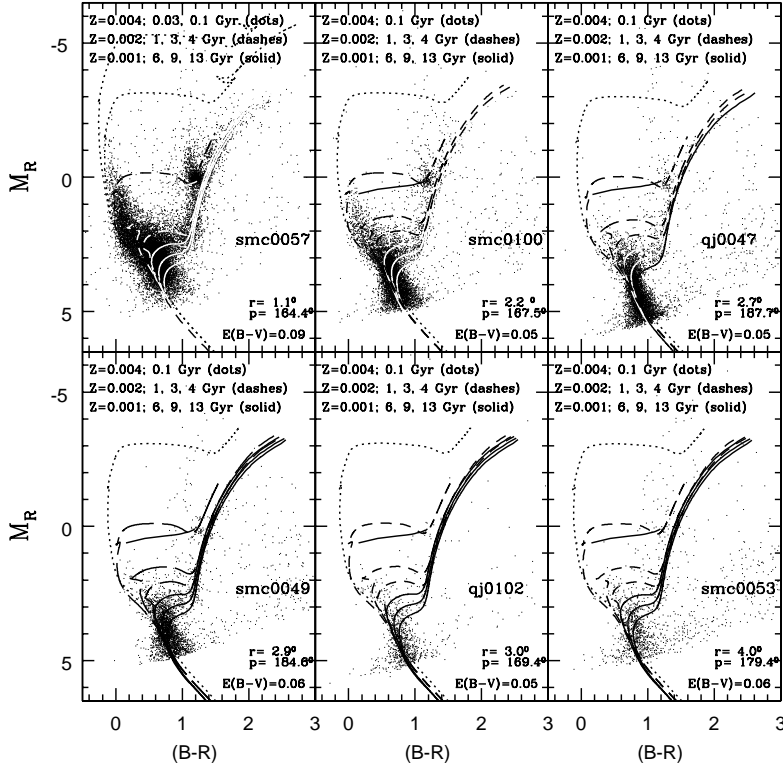 Z=0.004; 0.03, 0.1 Gyr (dots)
Z=0.002; 1, 3, 4 Gyr (dashes)
Z=0.001; 6, 9, 13 Gyr (solid)
smc0057
r= 1.1°
p= 164.4°
E(B-V)=0.09
Z=0.004; 0.1 Gyr (dots)
Z=0.002; 1, 3, 4 Gyr (dashes)
Z=0.001; 6, 9, 13 Gyr (solid)
smc0100
r= 2.2 °
p= 167.5°
E(B-V)=0.05
Z=0.004; 0.1 Gyr (dots)
Z=0.002; 1, 3, 4 Gyr (dashes)
Z=0.001; 6, 9, 13 Gyr (solid)
qj0047
r= 2.7°
p= 187.7°
E(B-V)=0.05
-5
0
5
M_R
Z=0.004; 0.1 Gyr (dots)
Z=0.002; 1, 3, 4 Gyr (dashes)
Z=0.001; 6, 9, 13 Gyr (solid)
smc0049
r= 2.9°
p= 184.6°
E(B-V)=0.06
Z=0.004; 0.1 Gyr (dots)
Z=0.002; 1, 3, 4 Gyr (dashes)
Z=0.001; 6, 9, 13 Gyr (solid)
qj0102
r= 3.0°
p= 169.4°
E(B-V)=0.05
Z=0.004; 0.1 Gyr (dots)
Z=0.002; 1, 3, 4 Gyr (dashes)
Z=0.001; 6, 9, 13 Gyr (solid)
smc0053
r= 4.0°
p= 179.4°
E(B-V)=0.06
-5
0
5
M_R
0 1 2 3 0 1 2 3 0 1 2 3
(B-R) (B-R) (B-R)